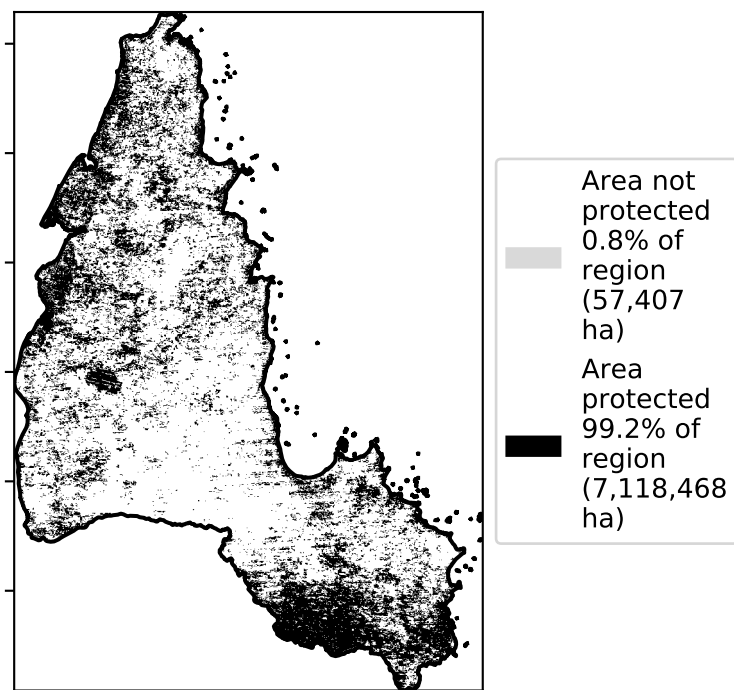 Area not
protected
0.8% of
region
(57,407
ha)
Area
protected
99.2% of
region
(7,118,468
ha)